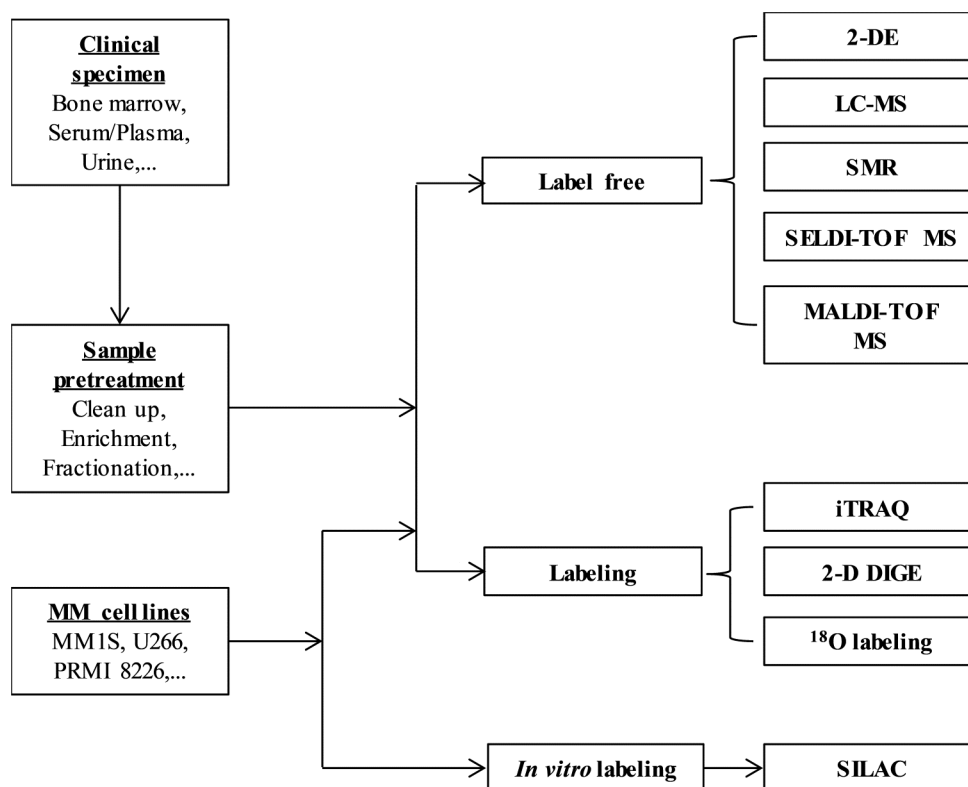 Clinical
specimen
Bone marrow,
Serum/Plasma,
Urine,...
Sample
pretreatment
Clean up,
Enrichment,
Fractionation,...
MM cell lines
MM1S, U266,
PRMI 8226,...
Label free
Labeling
In vitro labeling
2-DE
LC-MS
SMR
SELDI-TOF MS
MALDI-TOF
MS
iTRAQ
2-D DIGE
¹⁸O labeling
SILAC